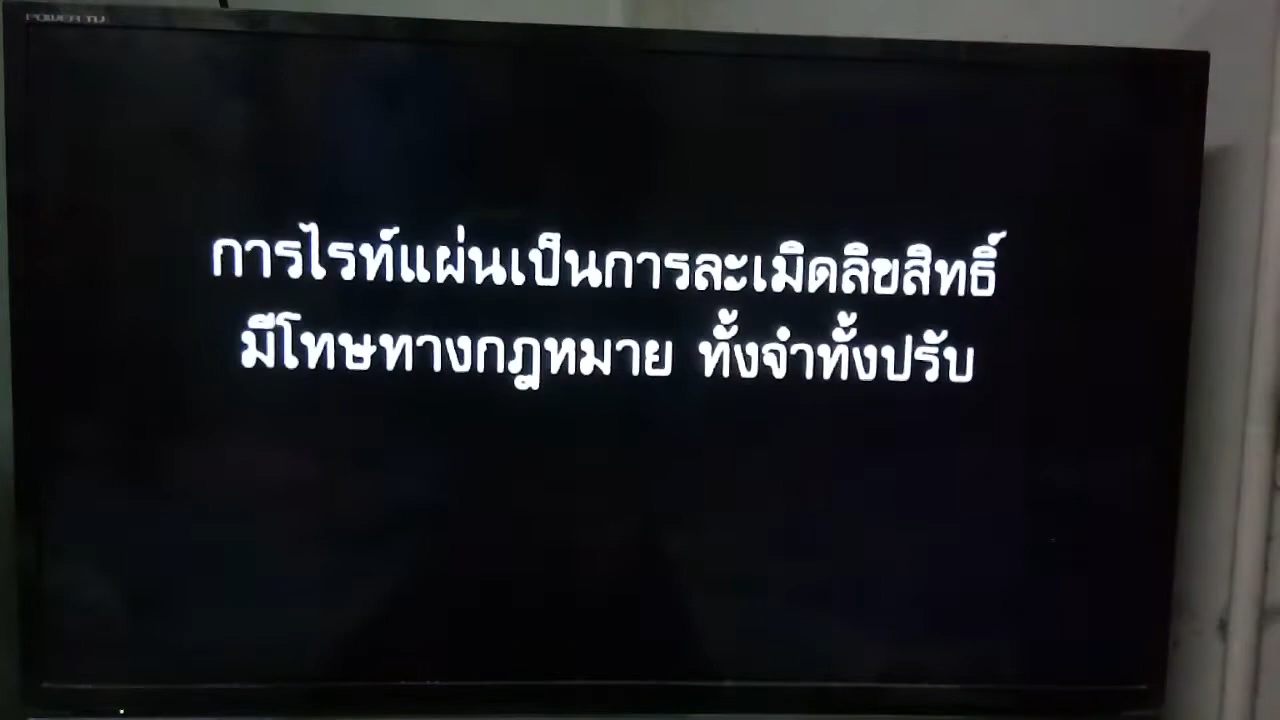 POWER TV
การไรท์แผ่นเป็นการละเมิดลิขสิทธิ์
มีโทษทางกฎหมาย ทั้งจำทั้งปรับ